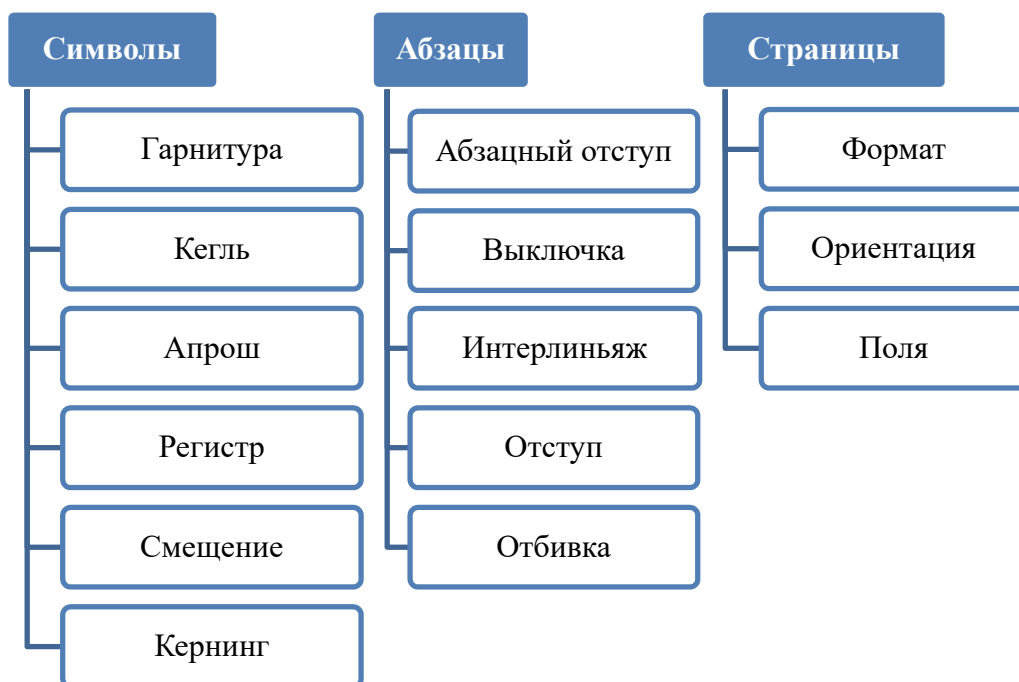 Символы
Гарнитура
Кегль
Апрош
Регистр
Смещение
Кернинг
Абзацы
Абзацный отступ
Выключка
Интерлиньяж
Отступ
Отбивка
Страницы
Формат
Ориентация
Поля